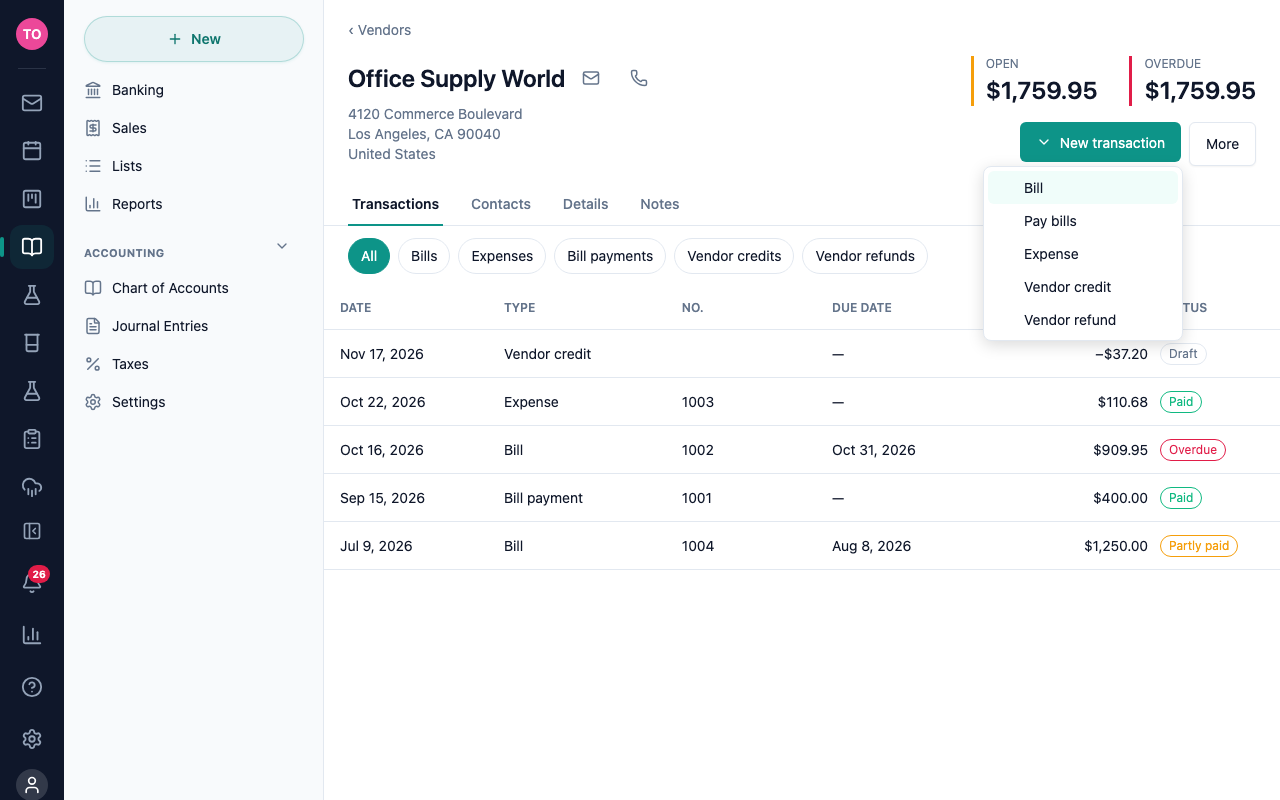 TO
26
New
Banking
Sales
Lists
Reports
ACCOUNTING
Chart of Accounts
Journal Entries
Taxes
Settings
‹ Vendors
Office Supply World
4120 Commerce Boulevard
Los Angeles, CA 90040
United States
OPEN
$1,759.95
OVERDUE
$1,759.95
New transaction
More
Bill
Pay bills
Expense
Vendor credit
Vendor refund
Transactions Contacts Details Notes
All Bills Expenses Bill payments Vendor credits Vendor refunds
DATE TYPE NO. DUE DATE TUS
Nov 17, 2026 Vendor credit — –$37.20 Draft
Oct 22, 2026 Expense 1003 — $110.68 Paid
Oct 16, 2026 Bill 1002 Oct 31, 2026 $909.95 Overdue
Sep 15, 2026 Bill payment 1001 — $400.00 Paid
Jul 9, 2026 Bill 1004 Aug 8, 2026 $1,250.00 Partly paid